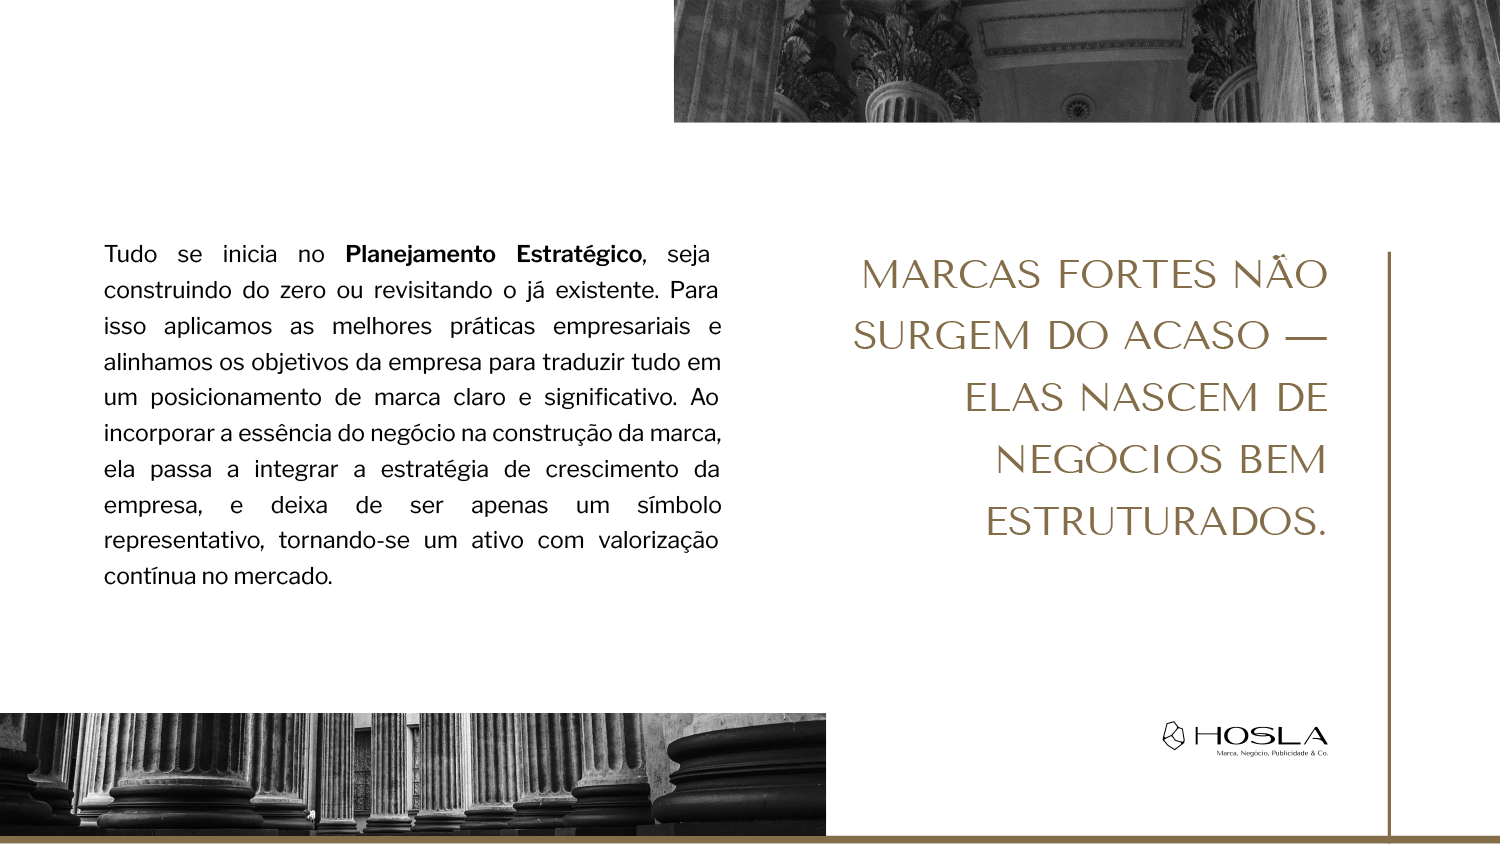 Tudo se inicia no Planejamento Estratégico, seja
construindo do zero ou revisitando o já existente. Para
isso aplicamos as melhores práticas empresariais e
alinhamos os objetivos da empresa para traduzir tudo em
um posicionamento de marca claro e significativo. Ao
incorporar a essência do negócio na construção da marca,
ela passa a integrar a estratégia de crescimento da
empresa, e deixa de ser apenas um símbolo
representativo, tornando-se um ativo com valorização
contínua no mercado.
MARCAS FORTES NÃO
SURGEM DO ACASO —
ELAS NASCEM DE
NEGÒCIOS BEM
ESTRUTURADOS.
HOSLA
Marca, Negócio, Publicidade & Co.